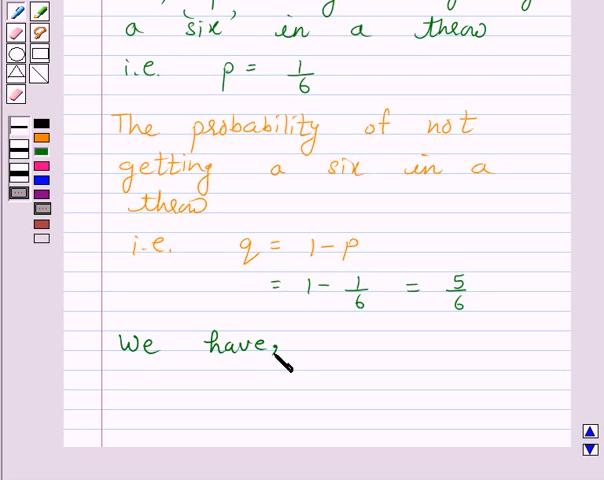 a six, in a throw
i.e. p = 1/6
The probability of not
getting a six in a
throw
i.e. q = 1 - p
= 1 - 1/6 = 5/6
We have,